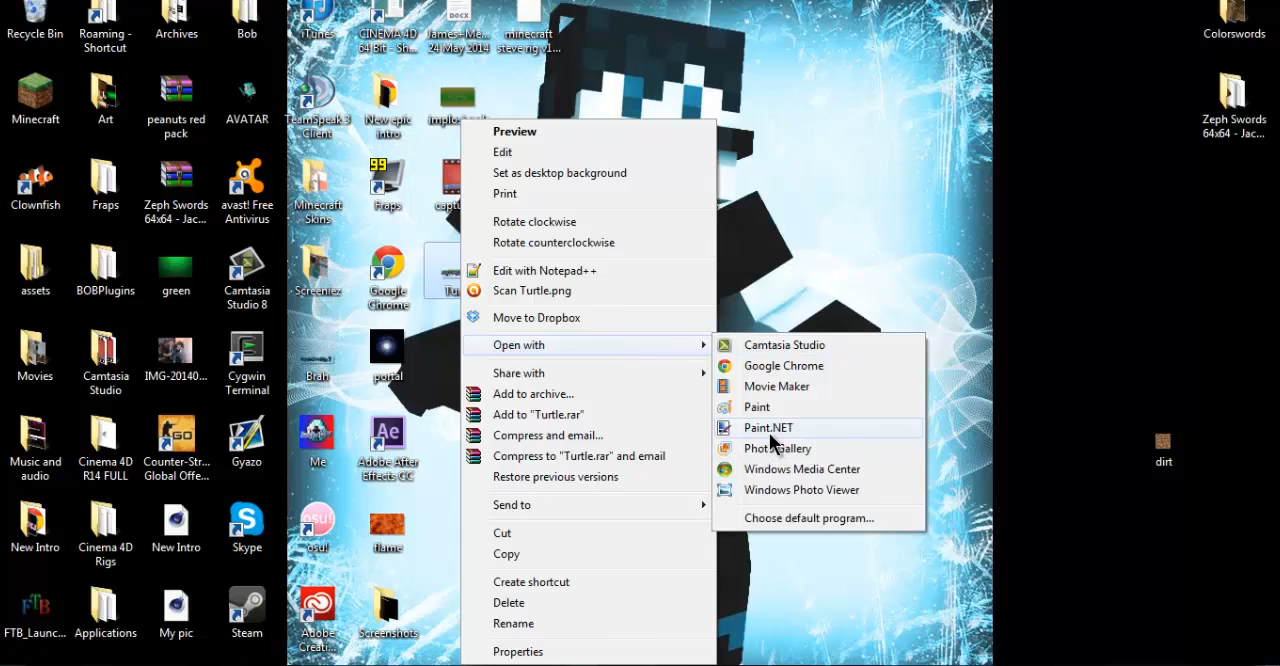 Recycle Bin
Roaming -
Shortcut
Archives
Bob
iTunes
CINEMA 4D
64 Bit - Sh...
DOCX
James+Me...
24 May 2014
minecraft
steve rig v1...
Colorswords
Minecraft
Art
peanuts red
pack
AVATAR
TeamSpeak 3
Client
New epic
intro
Zeph Swords
64x64 - Jac...
Clownfish
Fraps
Zeph Swords
64x64 - Jac...
avast! Free
Antivirus
Minecraft
Skins
99
Fraps
assets
BOBPlugins
green
Camtasia
Studio 8
Screeniez
Google
Chrome
Movies
Camtasia
Studio
IMG-20140...
Cygwin
Terminal
Brah
portal
Music and
audio
Cinema 4D
R14 FULL
GO
Counter-Str...
Global Offe...
Gyazo
Me
Ae
Adobe After
Effects CC
dirt
New Intro
Cinema 4D
Rigs
New Intro
Skype
osu!
osu!
flame
FTB
FTB_Launc...
Applications
My pic
Steam
Adobe
Creati...
Screenshots
Preview
Edit
Set as desktop background
Print
Rotate clockwise
Rotate counterclockwise
Edit with Notepad++
Scan Turtle.png
Move to Dropbox
Open with
Share with
Add to archive...
Add to "Turtle.rar"
Compress and email...
Compress to "Turtle.rar" and email
Restore previous versions
Send to
Cut
Copy
Create shortcut
Delete
Rename
Properties
Camtasia Studio
Google Chrome
Movie Maker
Paint
Paint.NET
Photo Gallery
Windows Media Center
Windows Photo Viewer
Choose default program...